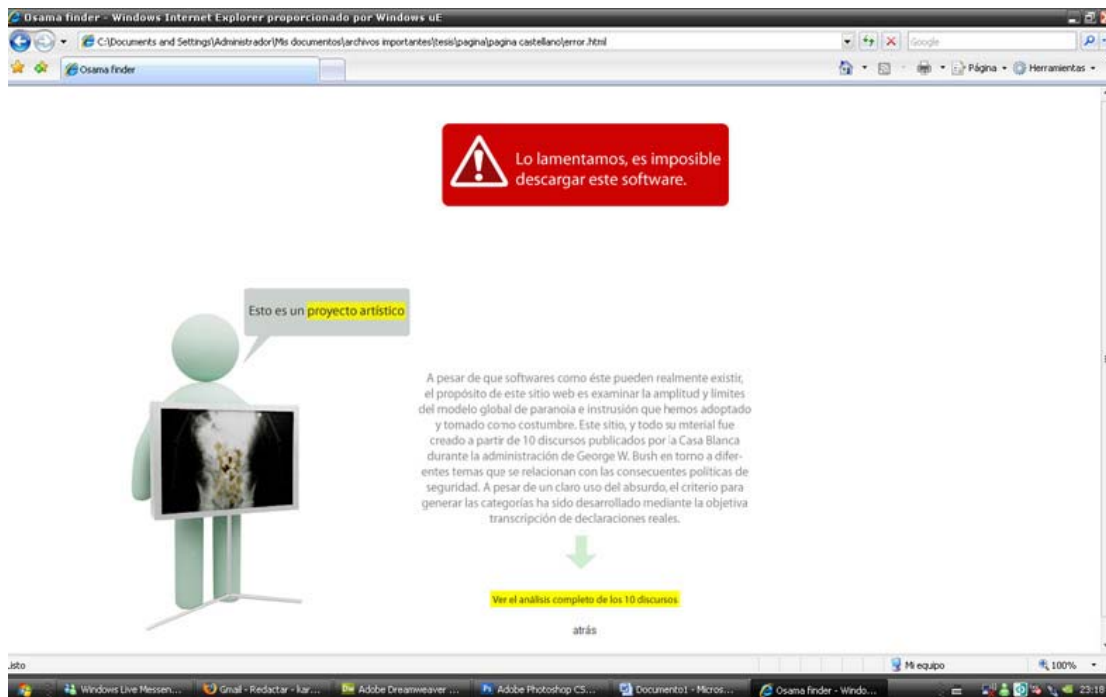 Osama finder - Windows Internet Explorer proporcionado por Windows uE
C:\Documents and Settings\Administrador\Mis documentos\archivos importantes\tesis\pagina\pagina castellano\error.html
Google
Osama finder
Página
Herramientas
Lo lamentamos, es imposible
descargar este software.
Esto es un proyecto artístico
A pesar de que softwares como éste pueden realmente existir,
el propósito de este sitio web es examinar la amplitud y límites
del modelo global de paranoia e instrusión que hemos adoptado
y tomado como costumbre. Este sitio, y todo su mterial fue
creado a partir de 10 discursos publicados por la Casa Blanca
durante la administración de George W. Bush en torno a difer-
entes temas que se relacionan con las consecuentes políticas de
seguridad. A pesar de un claro uso del absurdo, el criterio para
generar las categorías ha sido desarrollado mediante la objetiva
transcripción de declaraciones reales.
Ver el análisis completo de los 10 discursos
atrás
Listo
Mi equipo
100%
Windows Live Messen...
Gmail - Redactar - kar...
Adobe Dreamweaver ...
Adobe Photoshop CS...
Documento1 - Micros...
Osama finder - Windo...
23:18